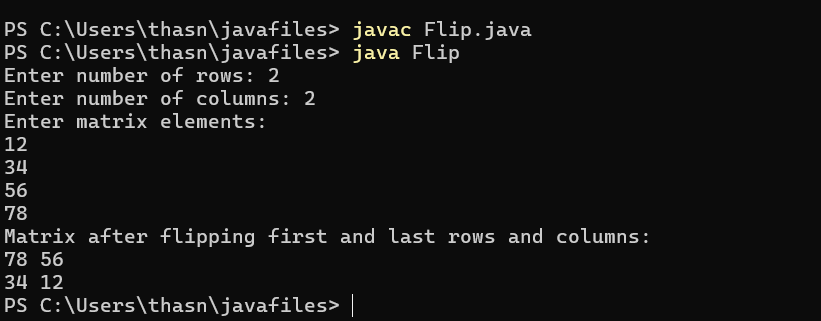 PS C:\Users\thasn\javafiles> javac Flip.java
PS C:\Users\thasn\javafiles> java Flip
Enter number of rows: 2
Enter number of columns: 2
Enter matrix elements:
12
34
56
78
Matrix after flipping first and last rows and columns:
78 56
34 12
PS C:\Users\thasn\javafiles>